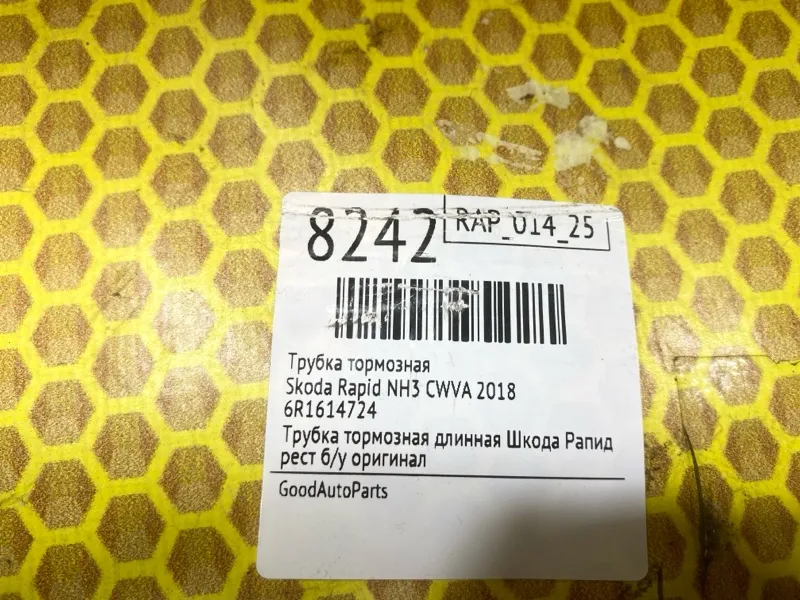 8242
RAP_014_25
Трубка тормозная
Skoda Rapid NH3 CWVA 2018
6R1614724
Трубка тормозная длинная Шкода Рапид
рест б/у оригинал
GoodAutoParts